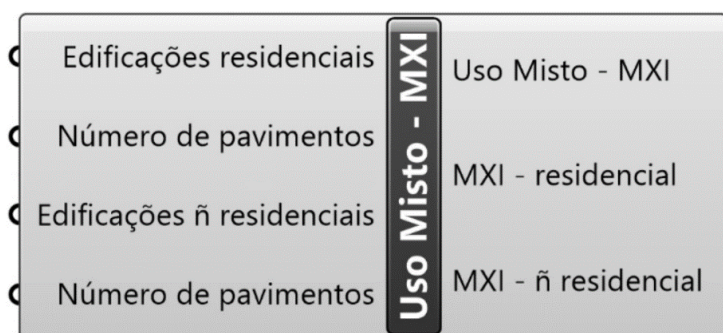 Edificações residenciais
Número de pavimentos
Edificações ñ residenciais
Número de pavimentos
Uso Misto - MXI
Uso Misto - MXI
MXI - residencial
MXI - ñ residencial